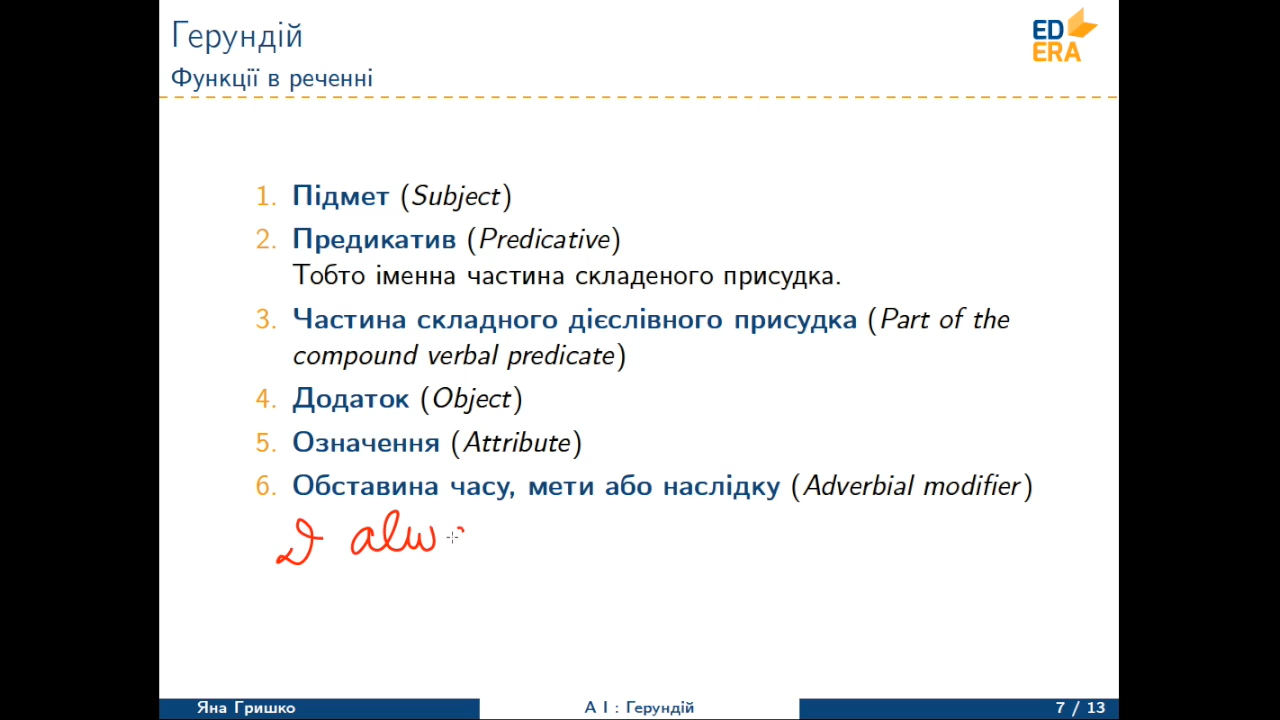 Герундій
Функції в реченні
ED
ERA
1. Підмет (Subject)
2. Предикатив (Predicative)
Тобто іменна частина складеного присудка.
3. Частина складного дієслівного присудка (Part of the
compound verbal predicate)
4. Додаток (Object)
5. Означення (Attribute)
6. Обставина часу, мети або наслідку (Adverbial modifier)
I alw
Яна Гришко
А І : Герундій
7 / 13